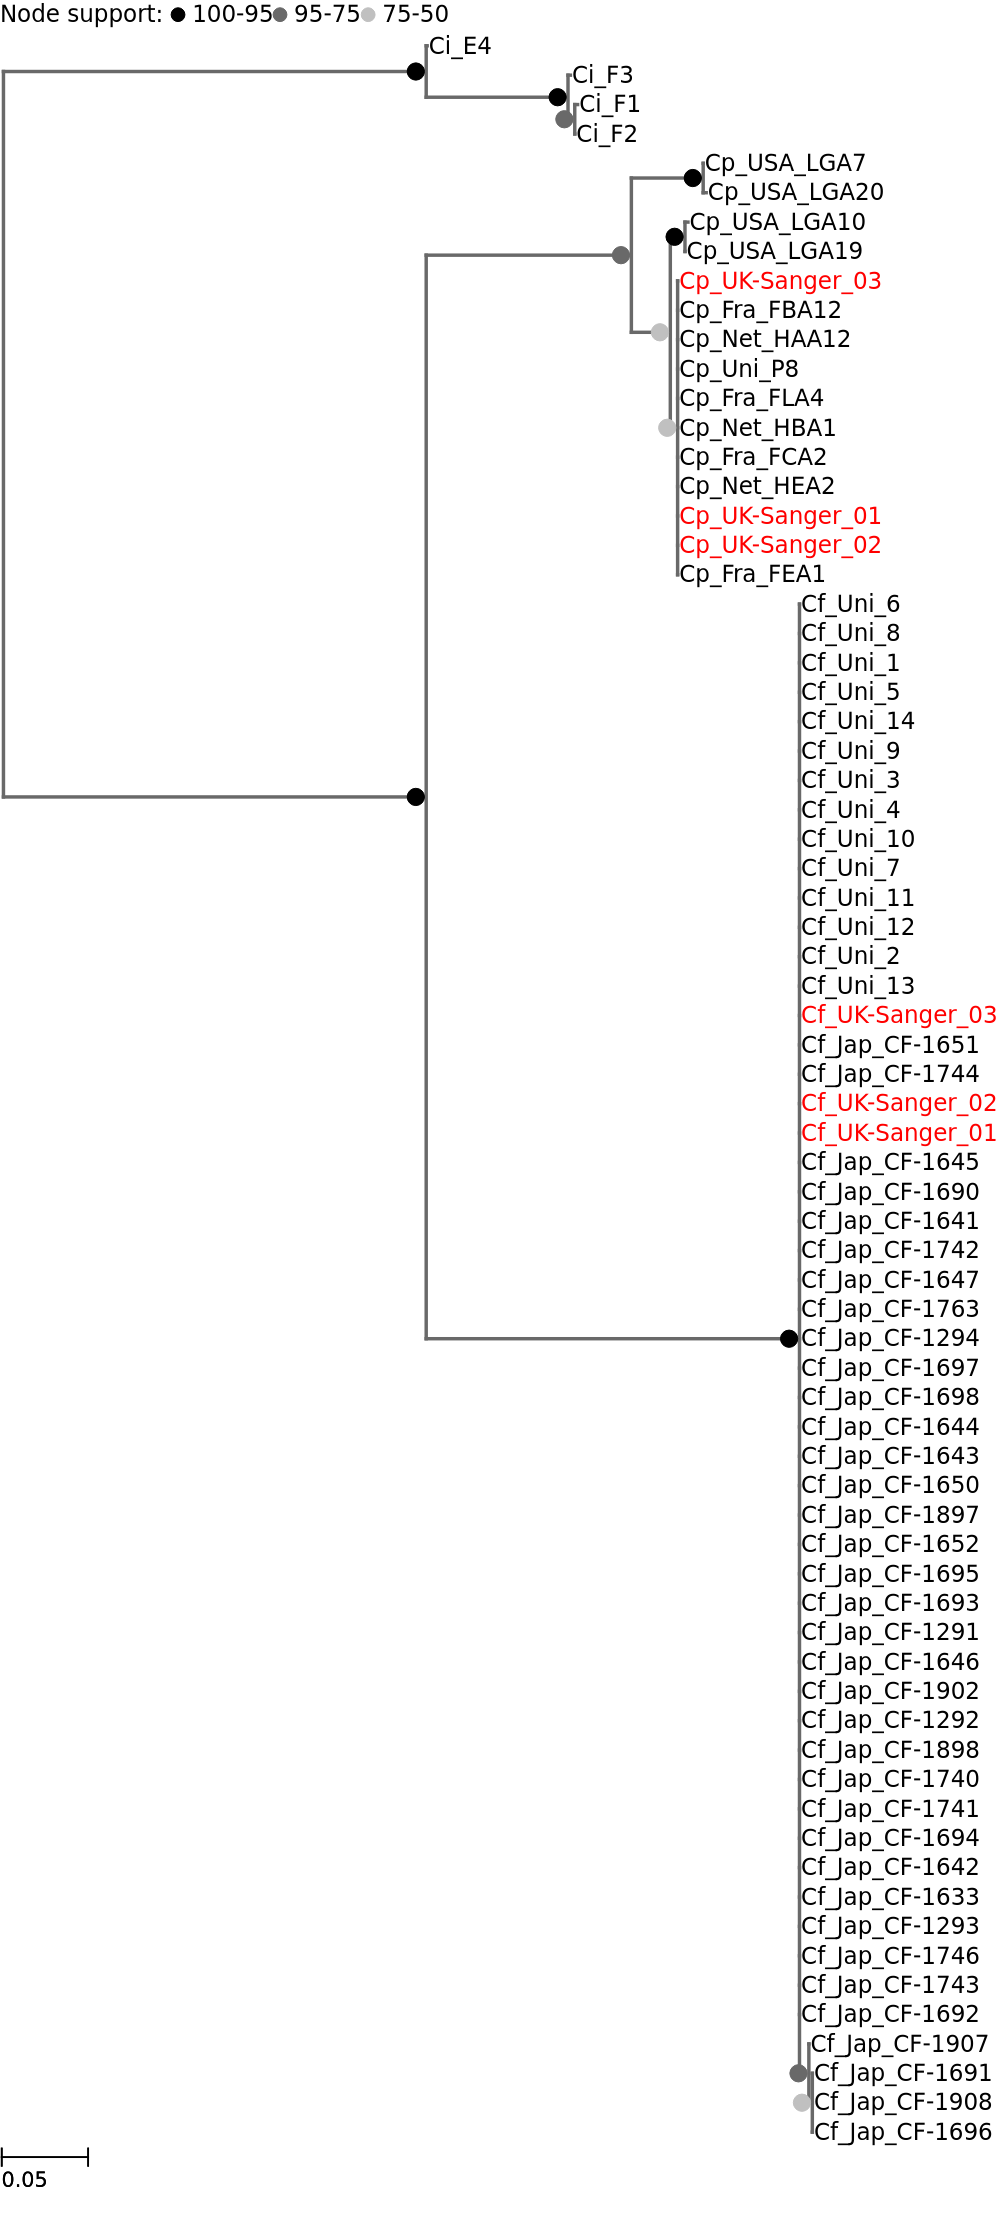 Node support: 100-95 95-75 75-50
Ci_E4
Ci_F3
Ci_F1
Ci_F2
Cp_USA_LGA7
Cp_USA_LGA20
Cp_USA_LGA10
Cp_USA_LGA19
Cp_UK-Sanger_03
Cp_Fra_FBA12
Cp_Net_HAA12
Cp_Uni_P8
Cp_Fra_FLA4
Cp_Net_HBA1
Cp_Fra_FCA2
Cp_Net_HEA2
Cp_UK-Sanger_01
Cp_UK-Sanger_02
Cp_Fra_FEA1
Cf_Uni_6
Cf_Uni_8
Cf_Uni_1
Cf_Uni_5
Cf_Uni_14
Cf_Uni_9
Cf_Uni_3
Cf_Uni_4
Cf_Uni_10
Cf_Uni_7
Cf_Uni_11
Cf_Uni_12
Cf_Uni_2
Cf_Uni_13
Cf_UK-Sanger_03
Cf_Jap_CF-1651
Cf_Jap_CF-1744
Cf_UK-Sanger_02
Cf_UK-Sanger_01
Cf_Jap_CF-1645
Cf_Jap_CF-1690
Cf_Jap_CF-1641
Cf_Jap_CF-1742
Cf_Jap_CF-1647
Cf_Jap_CF-1763
Cf_Jap_CF-1294
Cf_Jap_CF-1697
Cf_Jap_CF-1698
Cf_Jap_CF-1644
Cf_Jap_CF-1643
Cf_Jap_CF-1650
Cf_Jap_CF-1897
Cf_Jap_CF-1652
Cf_Jap_CF-1695
Cf_Jap_CF-1693
Cf_Jap_CF-1291
Cf_Jap_CF-1646
Cf_Jap_CF-1902
Cf_Jap_CF-1292
Cf_Jap_CF-1898
Cf_Jap_CF-1740
Cf_Jap_CF-1741
Cf_Jap_CF-1694
Cf_Jap_CF-1642
Cf_Jap_CF-1633
Cf_Jap_CF-1293
Cf_Jap_CF-1746
Cf_Jap_CF-1743
Cf_Jap_CF-1692
Cf_Jap_CF-1907
Cf_Jap_CF-1691
Cf_Jap_CF-1908
Cf_Jap_CF-1696
0.05